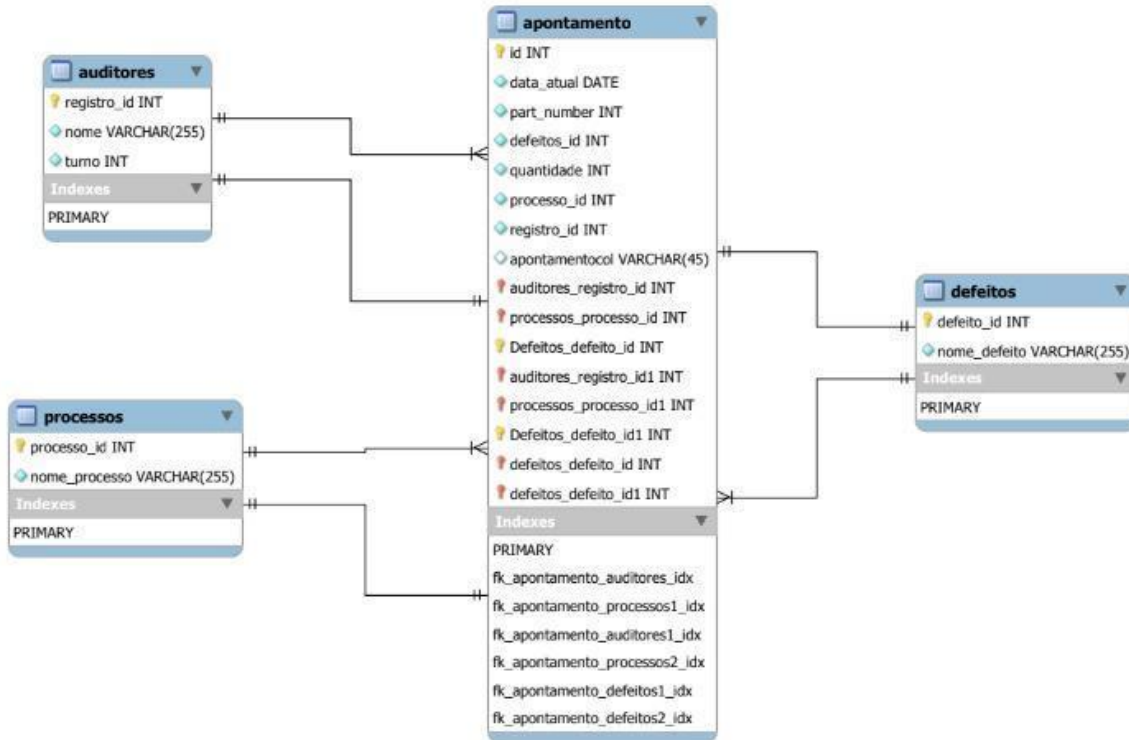 auditores
registro_id INT
nome VARCHAR(255)
turno INT
Indexes
PRIMARY
processos
processo_id INT
nome_processo VARCHAR(255)
Indexes
PRIMARY
apontamento
id INT
data_atual DATE
part_number INT
defeitos_id INT
quantidade INT
processo_id INT
registro_id INT
apontamentocol VARCHAR(45)
auditores_registro_id INT
processos_processo_id INT
Defeitos_defeito_id INT
auditores_registro_id1 INT
processos_processo_id1 INT
Defeitos_defeito_id1 INT
defeitos_defeito_id INT
defeitos_defeito_id1 INT
Indexes
PRIMARY
fk_apontamento_auditores_idx
fk_apontamento_processos1_idx
fk_apontamento_auditores1_idx
fk_apontamento_processos2_idx
fk_apontamento_defeitos1_idx
fk_apontamento_defeitos2_idx
defeitos
defeito_id INT
nome_defeito VARCHAR(255)
Indexes
PRIMARY